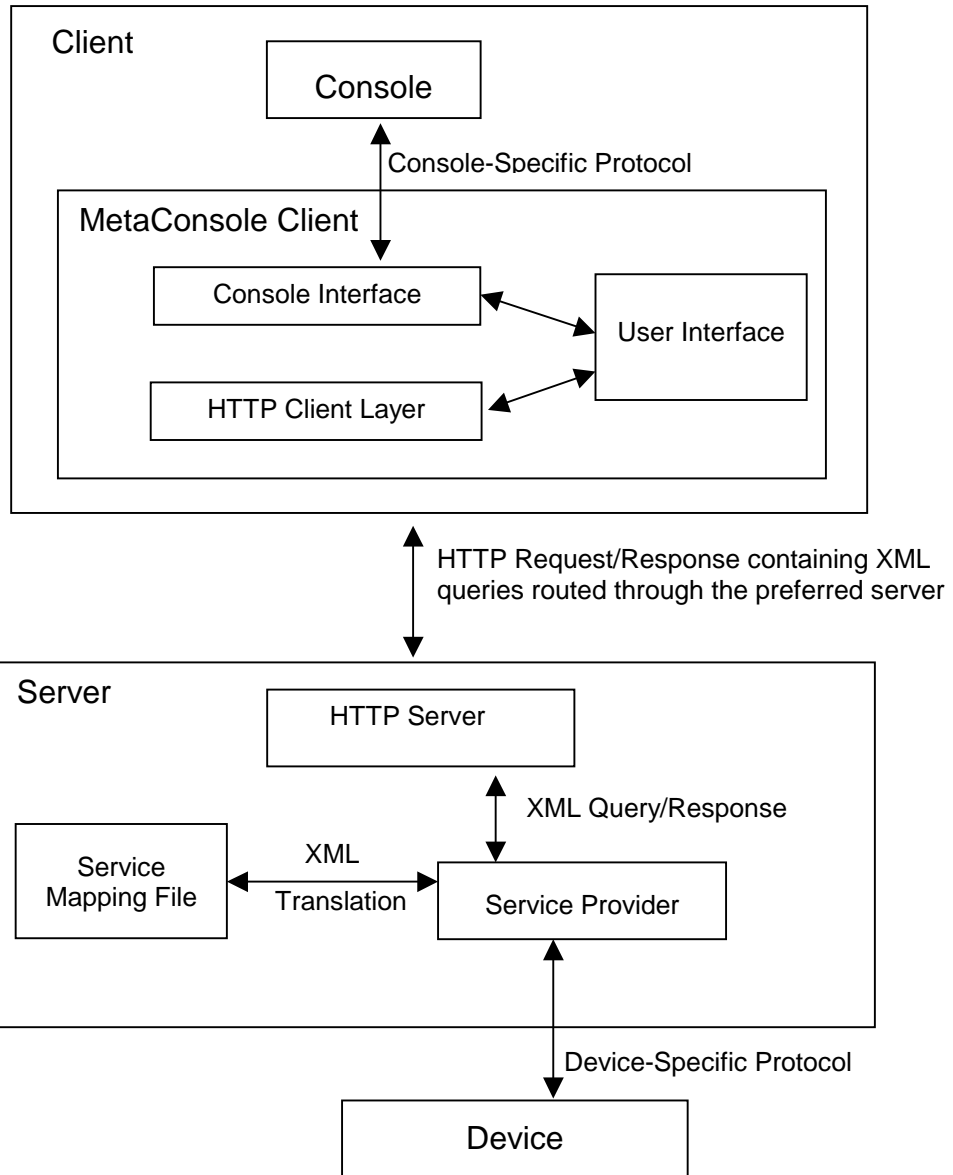 Client
Console
Console-Specific Protocol
MetaConsole Client
Console Interface
User Interface
HTTP Client Layer
HTTP Request/Response containing XML
queries routed through the preferred server
Server
HTTP Server
XML Query/Response
Service
Mapping File
XML
Translation
Service Provider
Device-Specific Protocol
Device